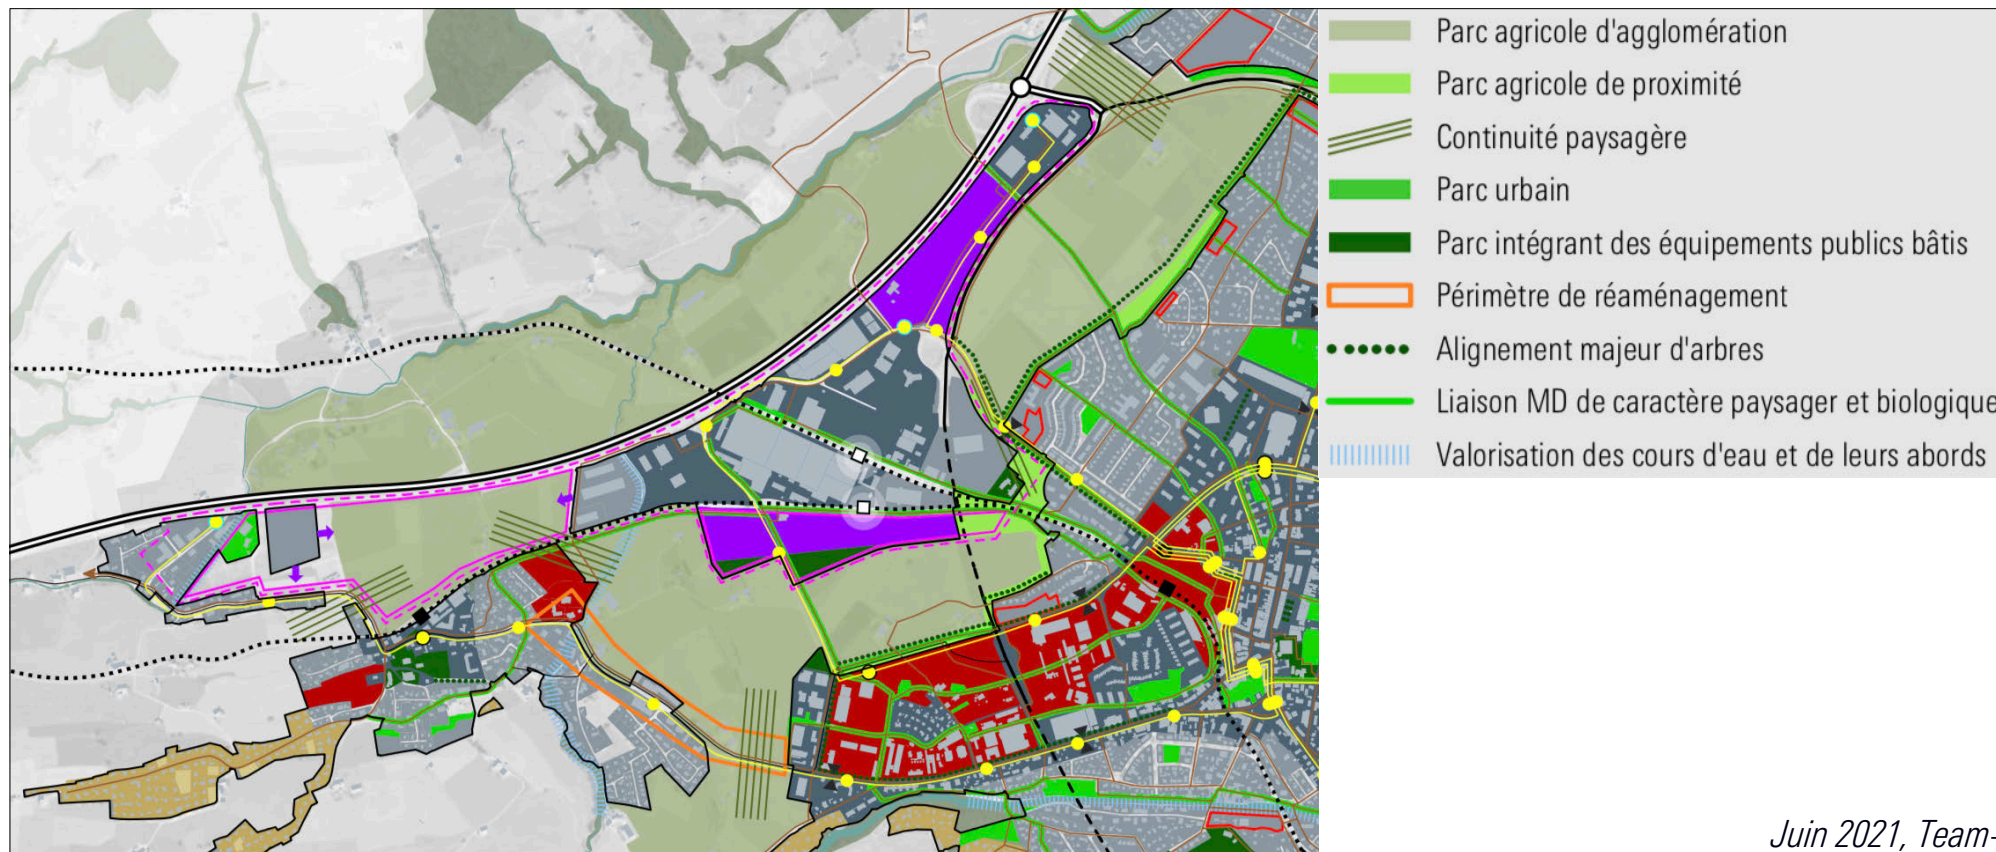 Parc agricole d'agglomération
Parc agricole de proximité
Continuité paysagère
Parc urbain
Parc intégrant des équipements publics bâtis
Périmètre de réaménagement
Alignement majeur d'arbres
Liaison MD de caractère paysager et biologique
Valorisation des cours d'eau et de leurs abords
Juin 2021, Team-